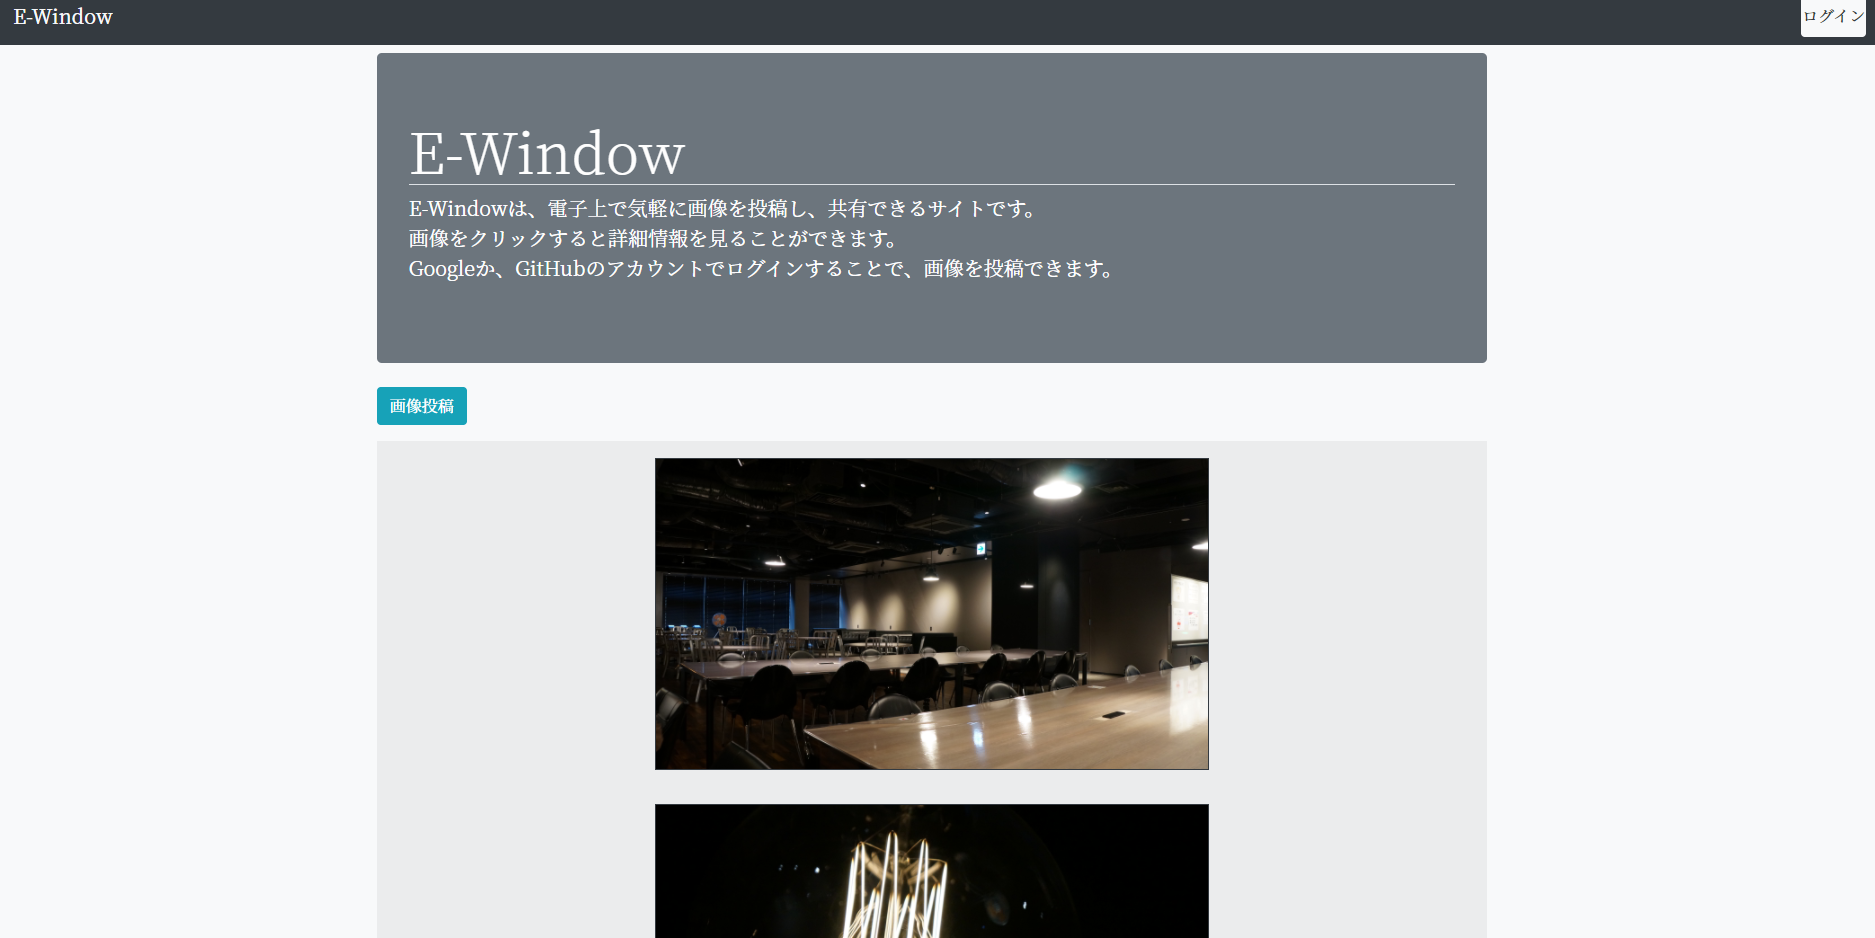 E-Window
ログイン
E-Window
E-Windowは、電子上で気軽に画像を投稿し、共有できるサイトです。
画像をクリックすると詳細情報を見ることができます。
Googleか、GitHubのアカウントでログインすることで、画像を投稿できます。
画像投稿